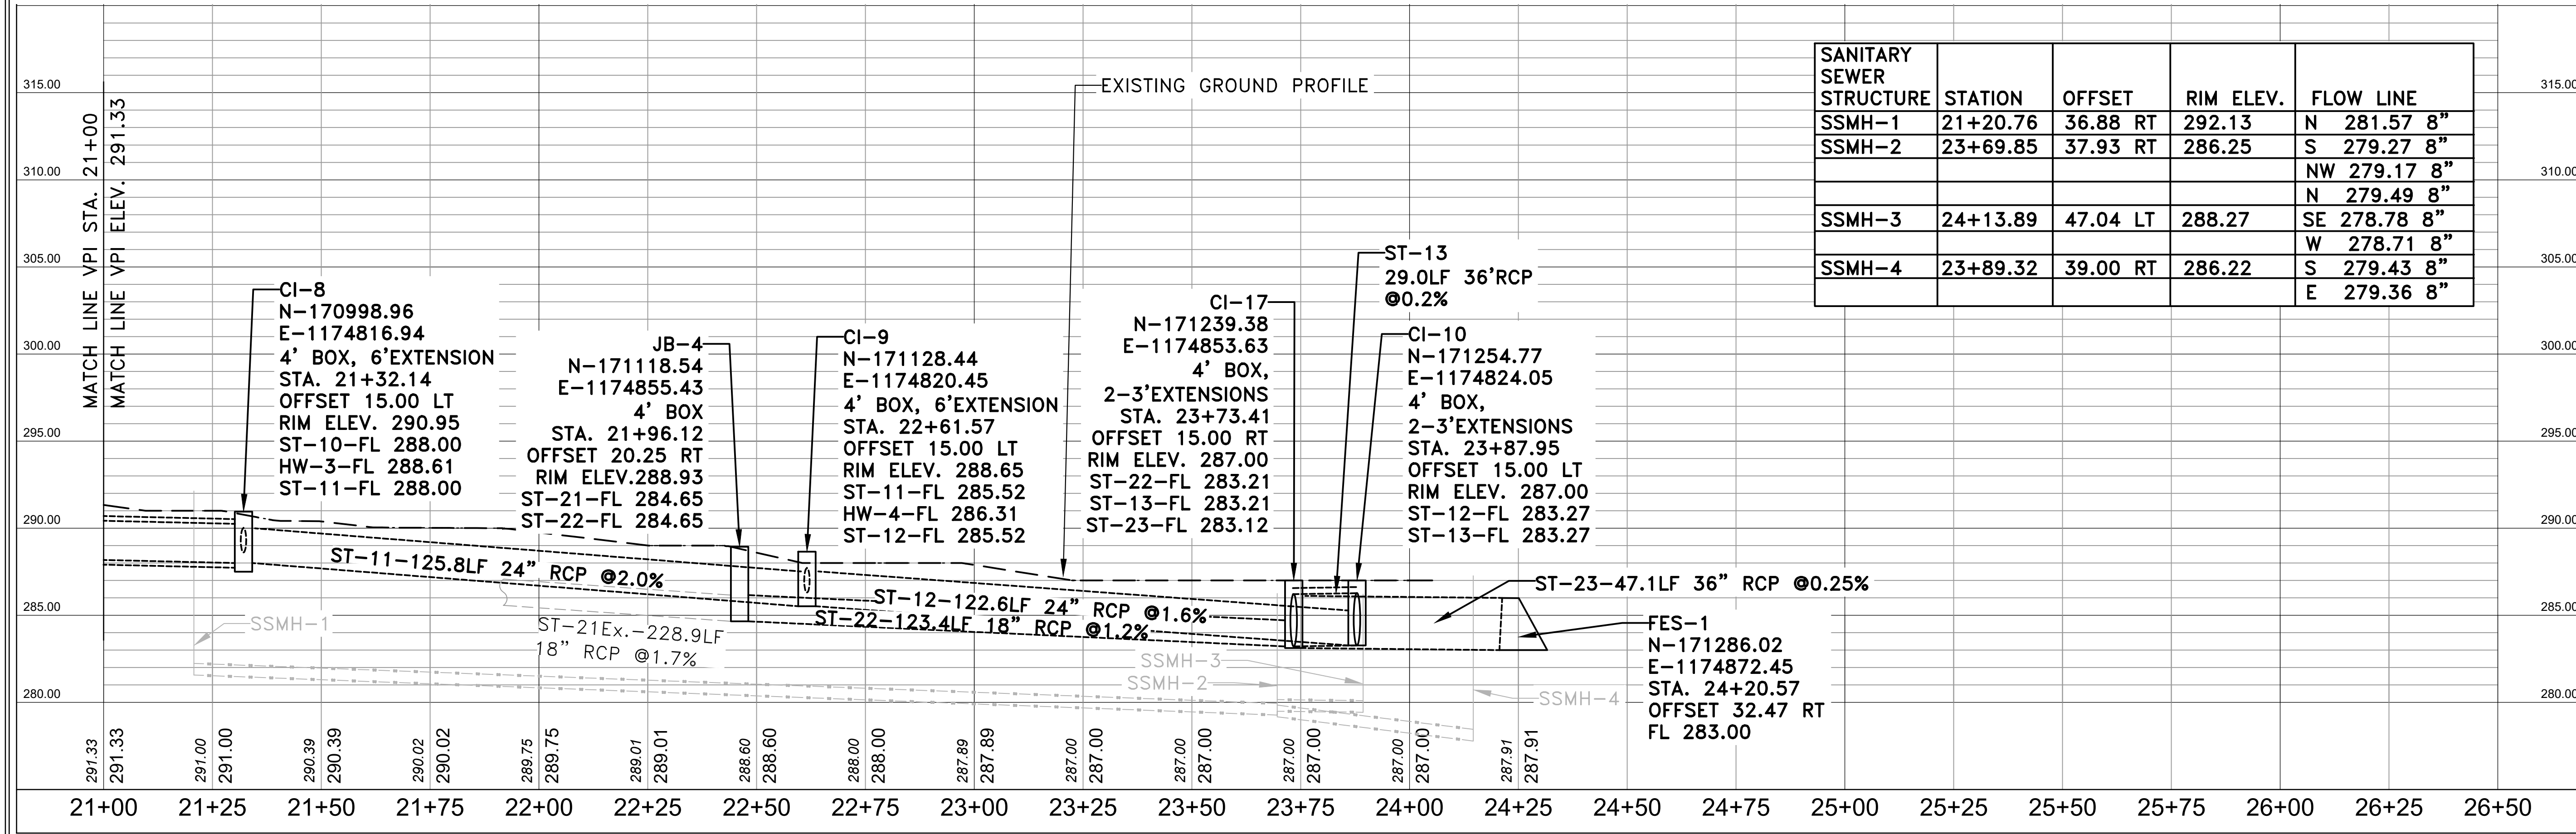 EXISTING GROUND PROFILE
SANITARY
SEWER
STRUCTURE STATION OFFSET RIM ELEV. FLOW LINE
SSMH-1 21+20.76 36.88 RT 292.13 N 281.57 8”
SSMH-2 23+69.85 37.93 RT 286.25 S 279.27 8”
NW 279.17 8”
N 279.49 8”
SSMH-3 24+13.89 47.04 LT 288.27 SE 278.78 8”
W 278.71 8”
SSMH-4 23+89.32 39.00 RT 286.22 S 279.43 8”
E 279.36 8”
315.00 315.00
310.00 310.00
305.00 305.00
300.00 300.00
295.00 295.00
290.00 290.00
285.00 285.00
280.00 280.00
MATCH LINE VPI STA. 21+00
MATCH LINE VPI ELEV. 291.33
CI-8
N-170998.96
E-1174816.94
4’ BOX, 6’EXTENSION
STA. 21+32.14
OFFSET 15.00 LT
RIM ELEV. 290.95
ST-10-FL 288.00
HW-3-FL 288.61
ST-11-FL 288.00
JB-4
N-171118.54
E-1174855.43
4’ BOX
STA. 21+96.12
OFFSET 20.25 RT
RIM ELEV.288.93
ST-21-FL 284.65
ST-22-FL 284.65
CI-9
N-171128.44
E-1174820.45
4’ BOX, 6’EXTENSION
STA. 22+61.57
OFFSET 15.00 LT
RIM ELEV. 288.65
ST-11-FL 285.52
HW-4-FL 286.31
ST-12-FL 285.52
CI-17
N-171239.38
E-1174853.63
4’ BOX,
2-3’EXTENSIONS
STA. 23+73.41
OFFSET 15.00 RT
RIM ELEV. 287.00
ST-22-FL 283.21
ST-13-FL 283.21
ST-23-FL 283.12
ST-13
29.0LF 36’RCP
@0.2%
CI-10
N-171254.77
E-1174824.05
4’ BOX,
2-3’EXTENSIONS
STA. 23+87.95
OFFSET 15.00 LT
RIM ELEV. 287.00
ST-12-FL 283.27
ST-13-FL 283.27
ST-11-125.8LF 24” RCP @2.0%
ST-12-122.6LF 24” RCP @1.6%
ST-22-123.4LF 18” RCP @1.2%
ST-23-47.1LF 36” RCP @0.25%
ST-21Ex.-228.9LF
18” RCP @1.7%
SSMH-1
SSMH-3
SSMH-2
SSMH-4
FES-1
N-171286.02
E-1174872.45
STA. 24+20.57
OFFSET 32.47 RT
FL 283.00
291.33 291.33 291.00 291.00 290.39 290.39 290.02 290.02 289.75 289.75 289.01 289.01 288.60 288.60 288.00 288.00 287.89 287.89 287.00 287.00 287.00 287.00 287.00 287.00 287.00 287.00 287.91 287.91
21+00 21+25 21+50 21+75 22+00 22+25 22+50 22+75 23+00 23+25 23+50 23+75 24+00 24+25 24+50 24+75 25+00 25+25 25+50 25+75 26+00 26+25 26+50